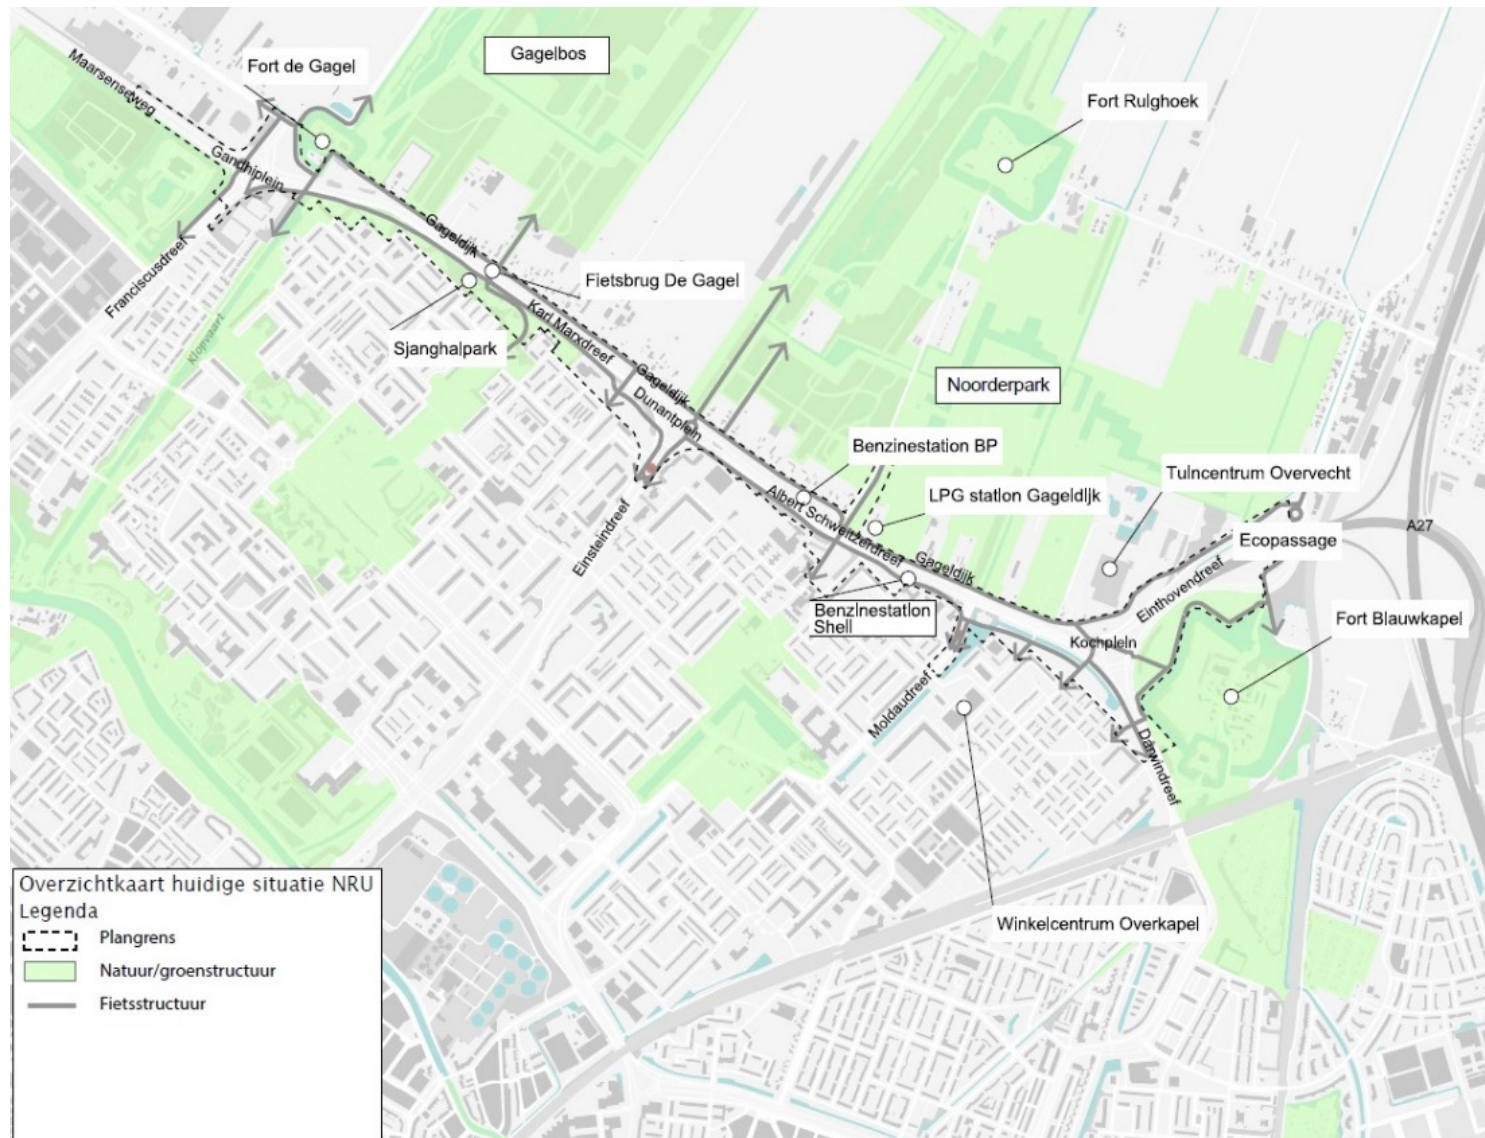 Gagelbos
Fort de Gagel
Maarsenseweg
Fort Ruighoek
Gandhiplein
Gageldijk
Fietsbrug De Gagel
Franciscusdreef
Klopvaart
Karl Marxdreef
Sjanghaipark
Gageldijk
Noorderpark
Dunantplein
Benzinestation BP
Tuincentrum Overvecht
Albert Schweitzerdreef
LPG station Gageldijk
A27
Ecopassage
Einsteindreef
Gageldijk
Einthovendreef
Benzinestation
Shell
Fort Blauwkapel
Kochplein
Moldaudreef
Darwindreef
Winkelcentrum Overkapel
Overzichtkaart huidige situatie NRU
Legenda
Plangrens
Natuur/groenstructuur
Fietsstructuur